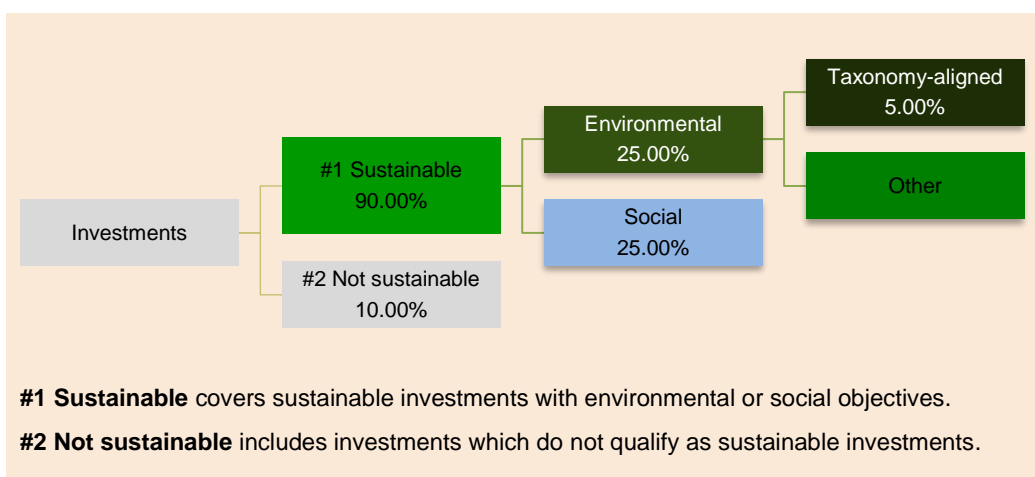 Taxonomy-aligned
5.00%
Environmental
25.00%
#1 Sustainable
90.00%
Other
Social
25.00%
Investments
#2 Not sustainable
10.00%
#1 Sustainable covers sustainable investments with environmental or social objectives.
#2 Not sustainable includes investments which do not qualify as sustainable investments.